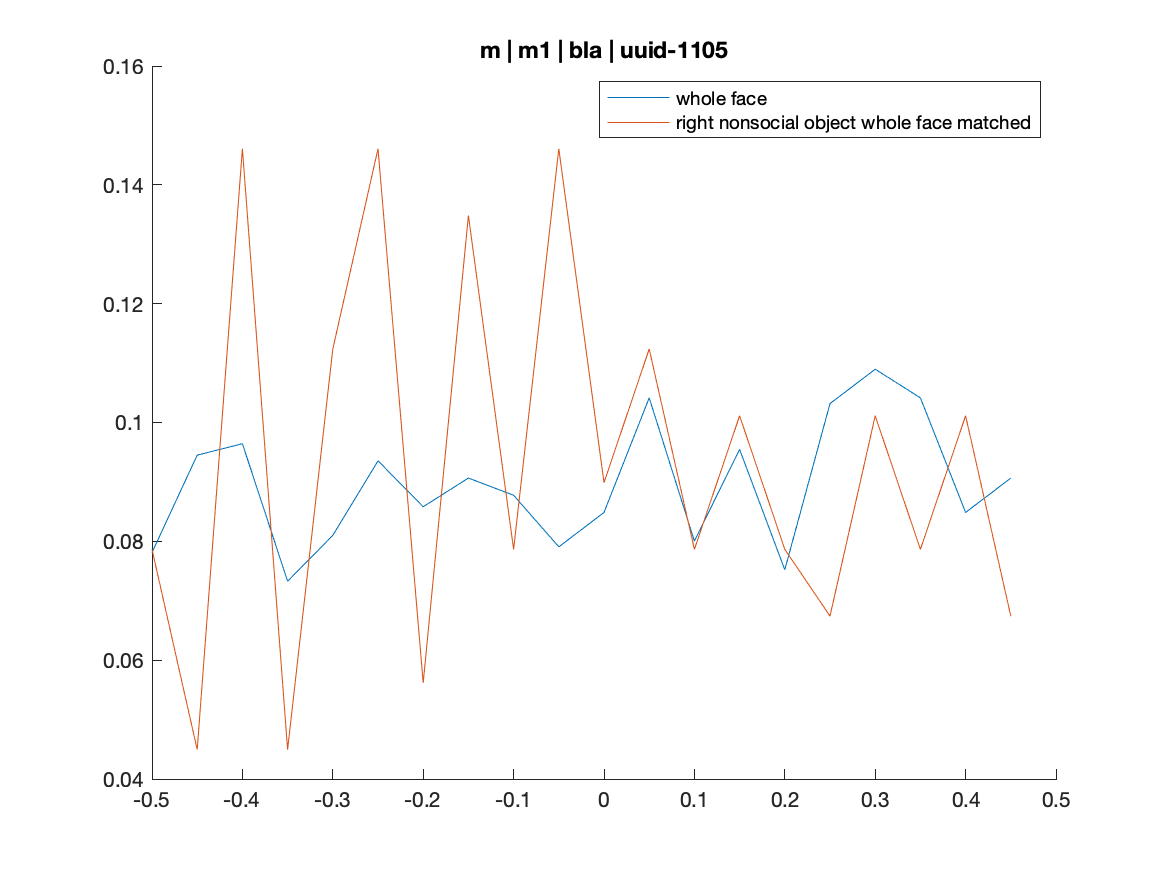 m | m1 | bla | uuid-1105
whole face
right nonsocial object whole face matched
0.16
0.14
0.12
0.1
0.08
0.06
0.04
-0.5 -0.4 -0.3 -0.2 -0.1 0 0.1 0.2 0.3 0.4 0.5